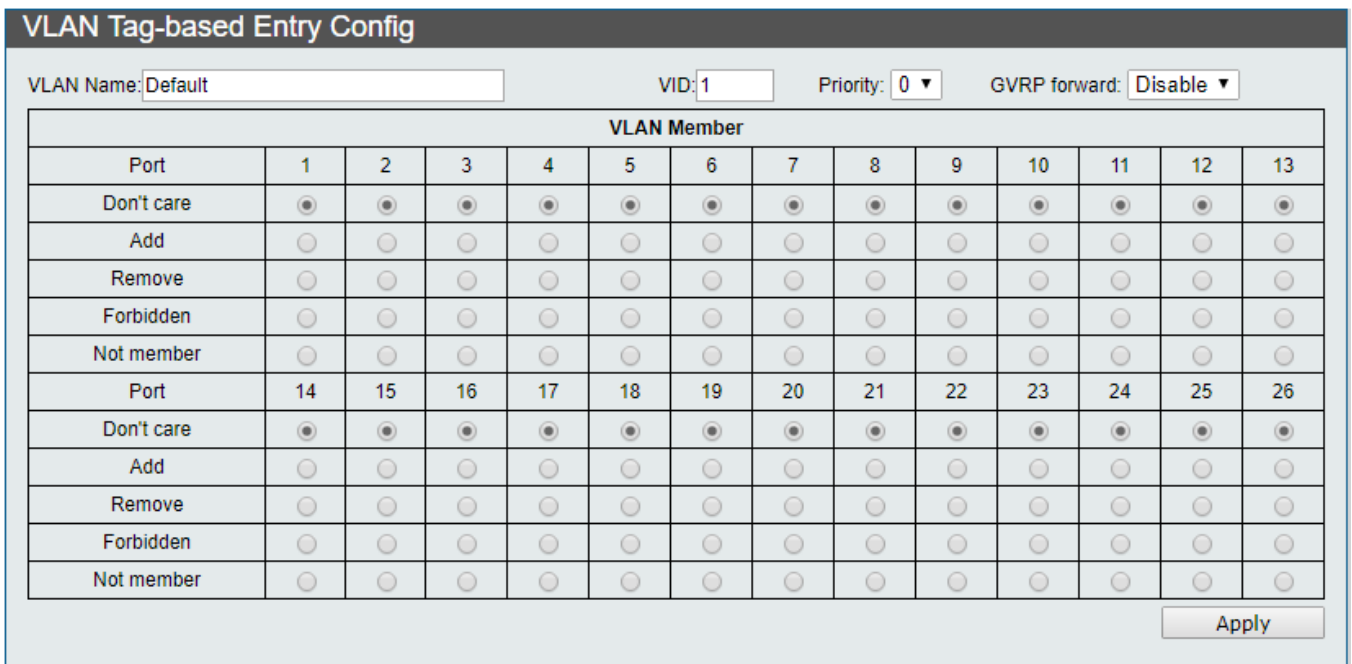 VLAN Tag-based Entry Config
VLAN Name: Default VID: 1 Priority: 0 GVRP forward: Disable
VLAN Member
Port 1 2 3 4 5 6 7 8 9 10 11 12 13
Don't care
Add
Remove
Forbidden
Not member
Port 14 15 16 17 18 19 20 21 22 23 24 25 26
Don't care
Add
Remove
Forbidden
Not member
Apply